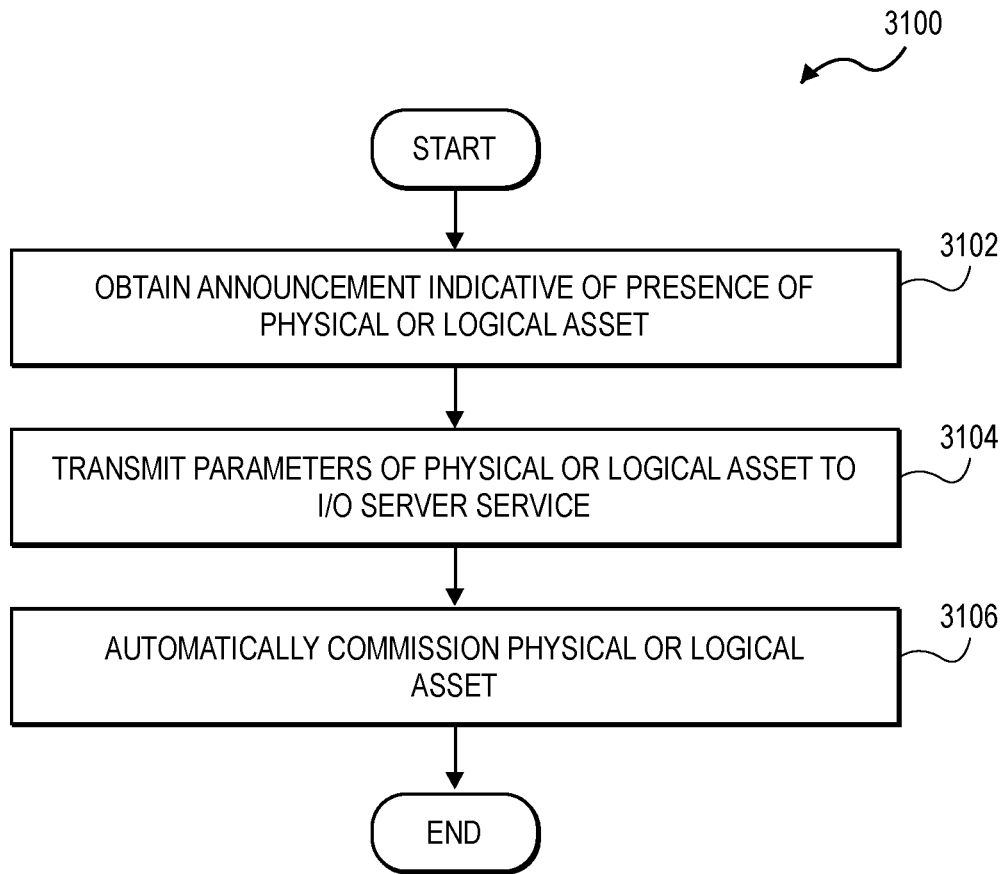 3100
START
3102
OBTAIN ANNOUNCEMENT INDICATIVE OF PRESENCE OF
PHYSICAL OR LOGICAL ASSET
3104
TRANSMIT PARAMETERS OF PHYSICAL OR LOGICAL ASSET TO
I/O SERVER SERVICE
3106
AUTOMATICALLY COMMISSION PHYSICAL OR LOGICAL
ASSET
END